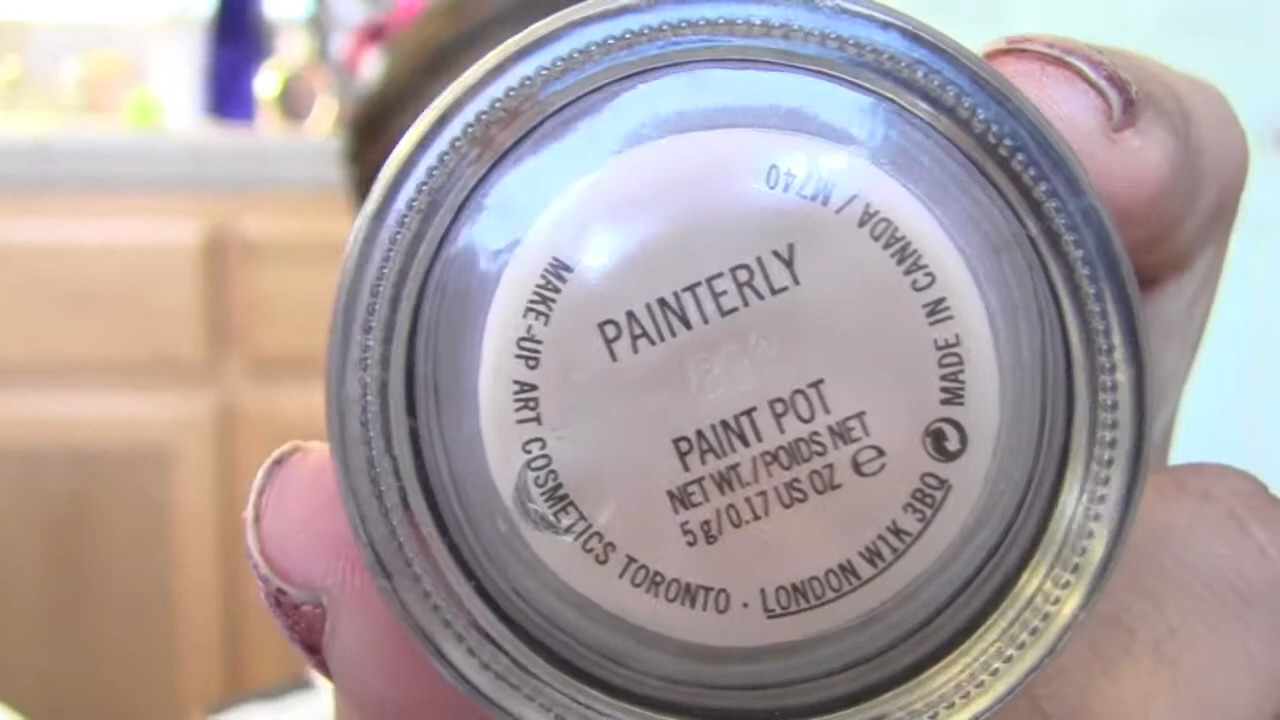 PAINTERLY
PAINT POT
NET WT./POIDS NET
5 g/0.17 US OZ e
MAKE-UP ART COSMETICS TORONTO · LONDON W1K 3BQ
MADE IN CANADA / M740